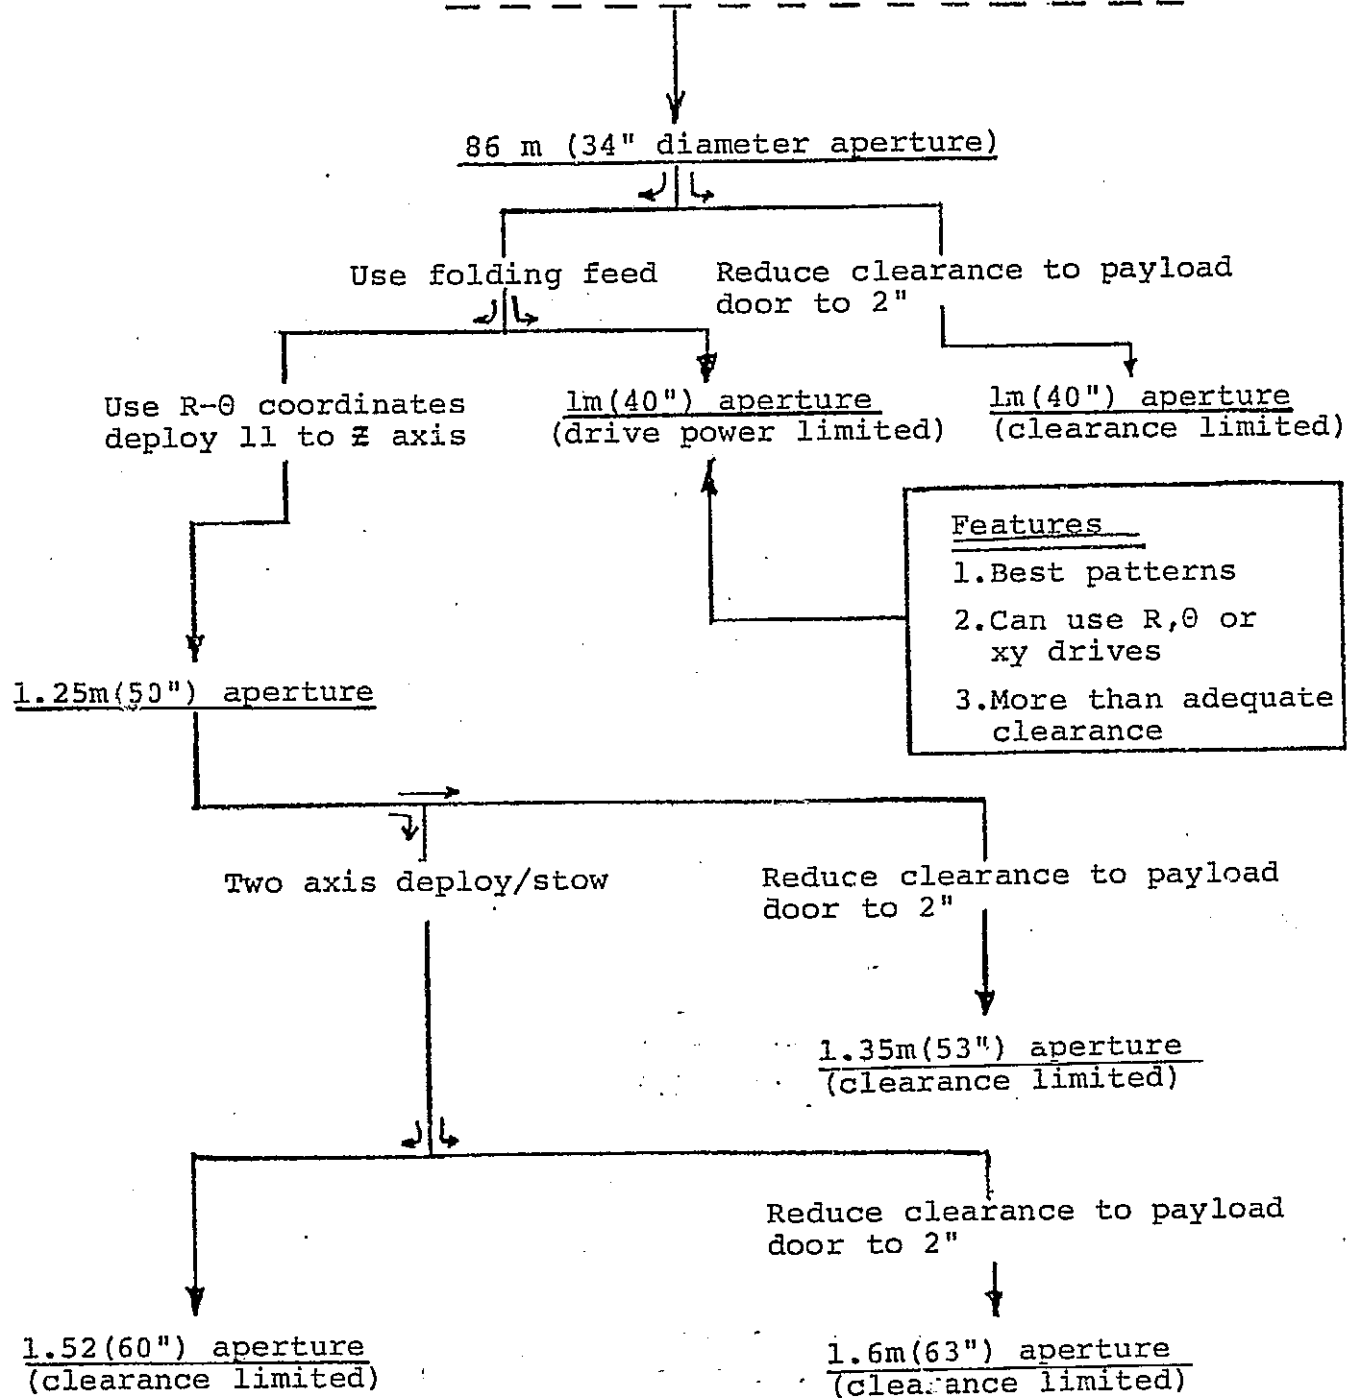 86 m (34" diameter aperture)
Use folding feed
Reduce clearance to payload
door to 2"
Use R-θ coordinates
deploy ll to Z axis
1m(40") aperture
(drive power limited)
1m(40") aperture
(clearance limited)
Features
1.Best patterns
2.Can use R,θ or
xy drives
3.More than adequate
clearance
1.25m(50") aperture
Two axis deploy/stow
Reduce clearance to payload
door to 2"
1.35m(53") aperture
(clearance limited)
Reduce clearance to payload
door to 2"
1.52(60") aperture
(clearance limited)
1.6m(63") aperture
(clearance limited)